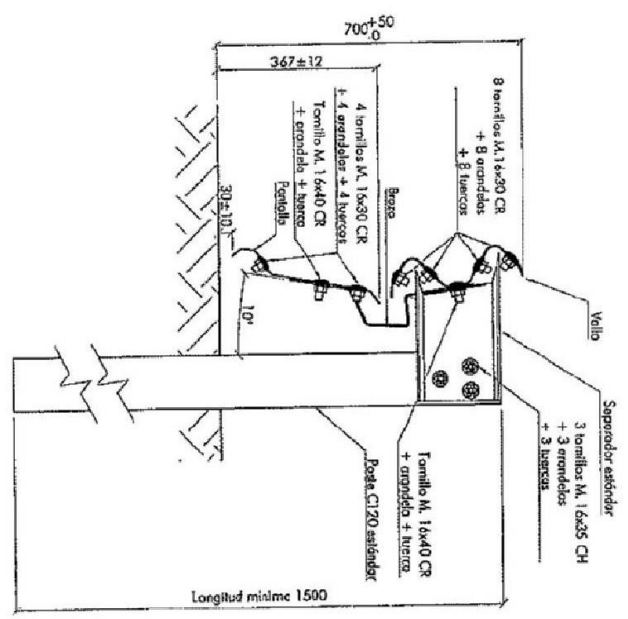 700 +50 -0
367±12
8 tornillos M.16x30 CR
+ 8 arandelas
+ 8 tuercas
4 tornillos M. 16x30 CR
+ 4 arandelas + 4 tuercas
Tornillo M. 16x40 CR
+ arandela + tuerca
Pantalla
30±10
Brazo
10°
Valla
Separador estándar
3 tornillos M. 16x35 CH
+ 3 arandelas
+ 3 tuercas
Tornillo M. 16x40 CR
+ arandela + tuerca
Poste C120 estándar
Longitud mínima 1500